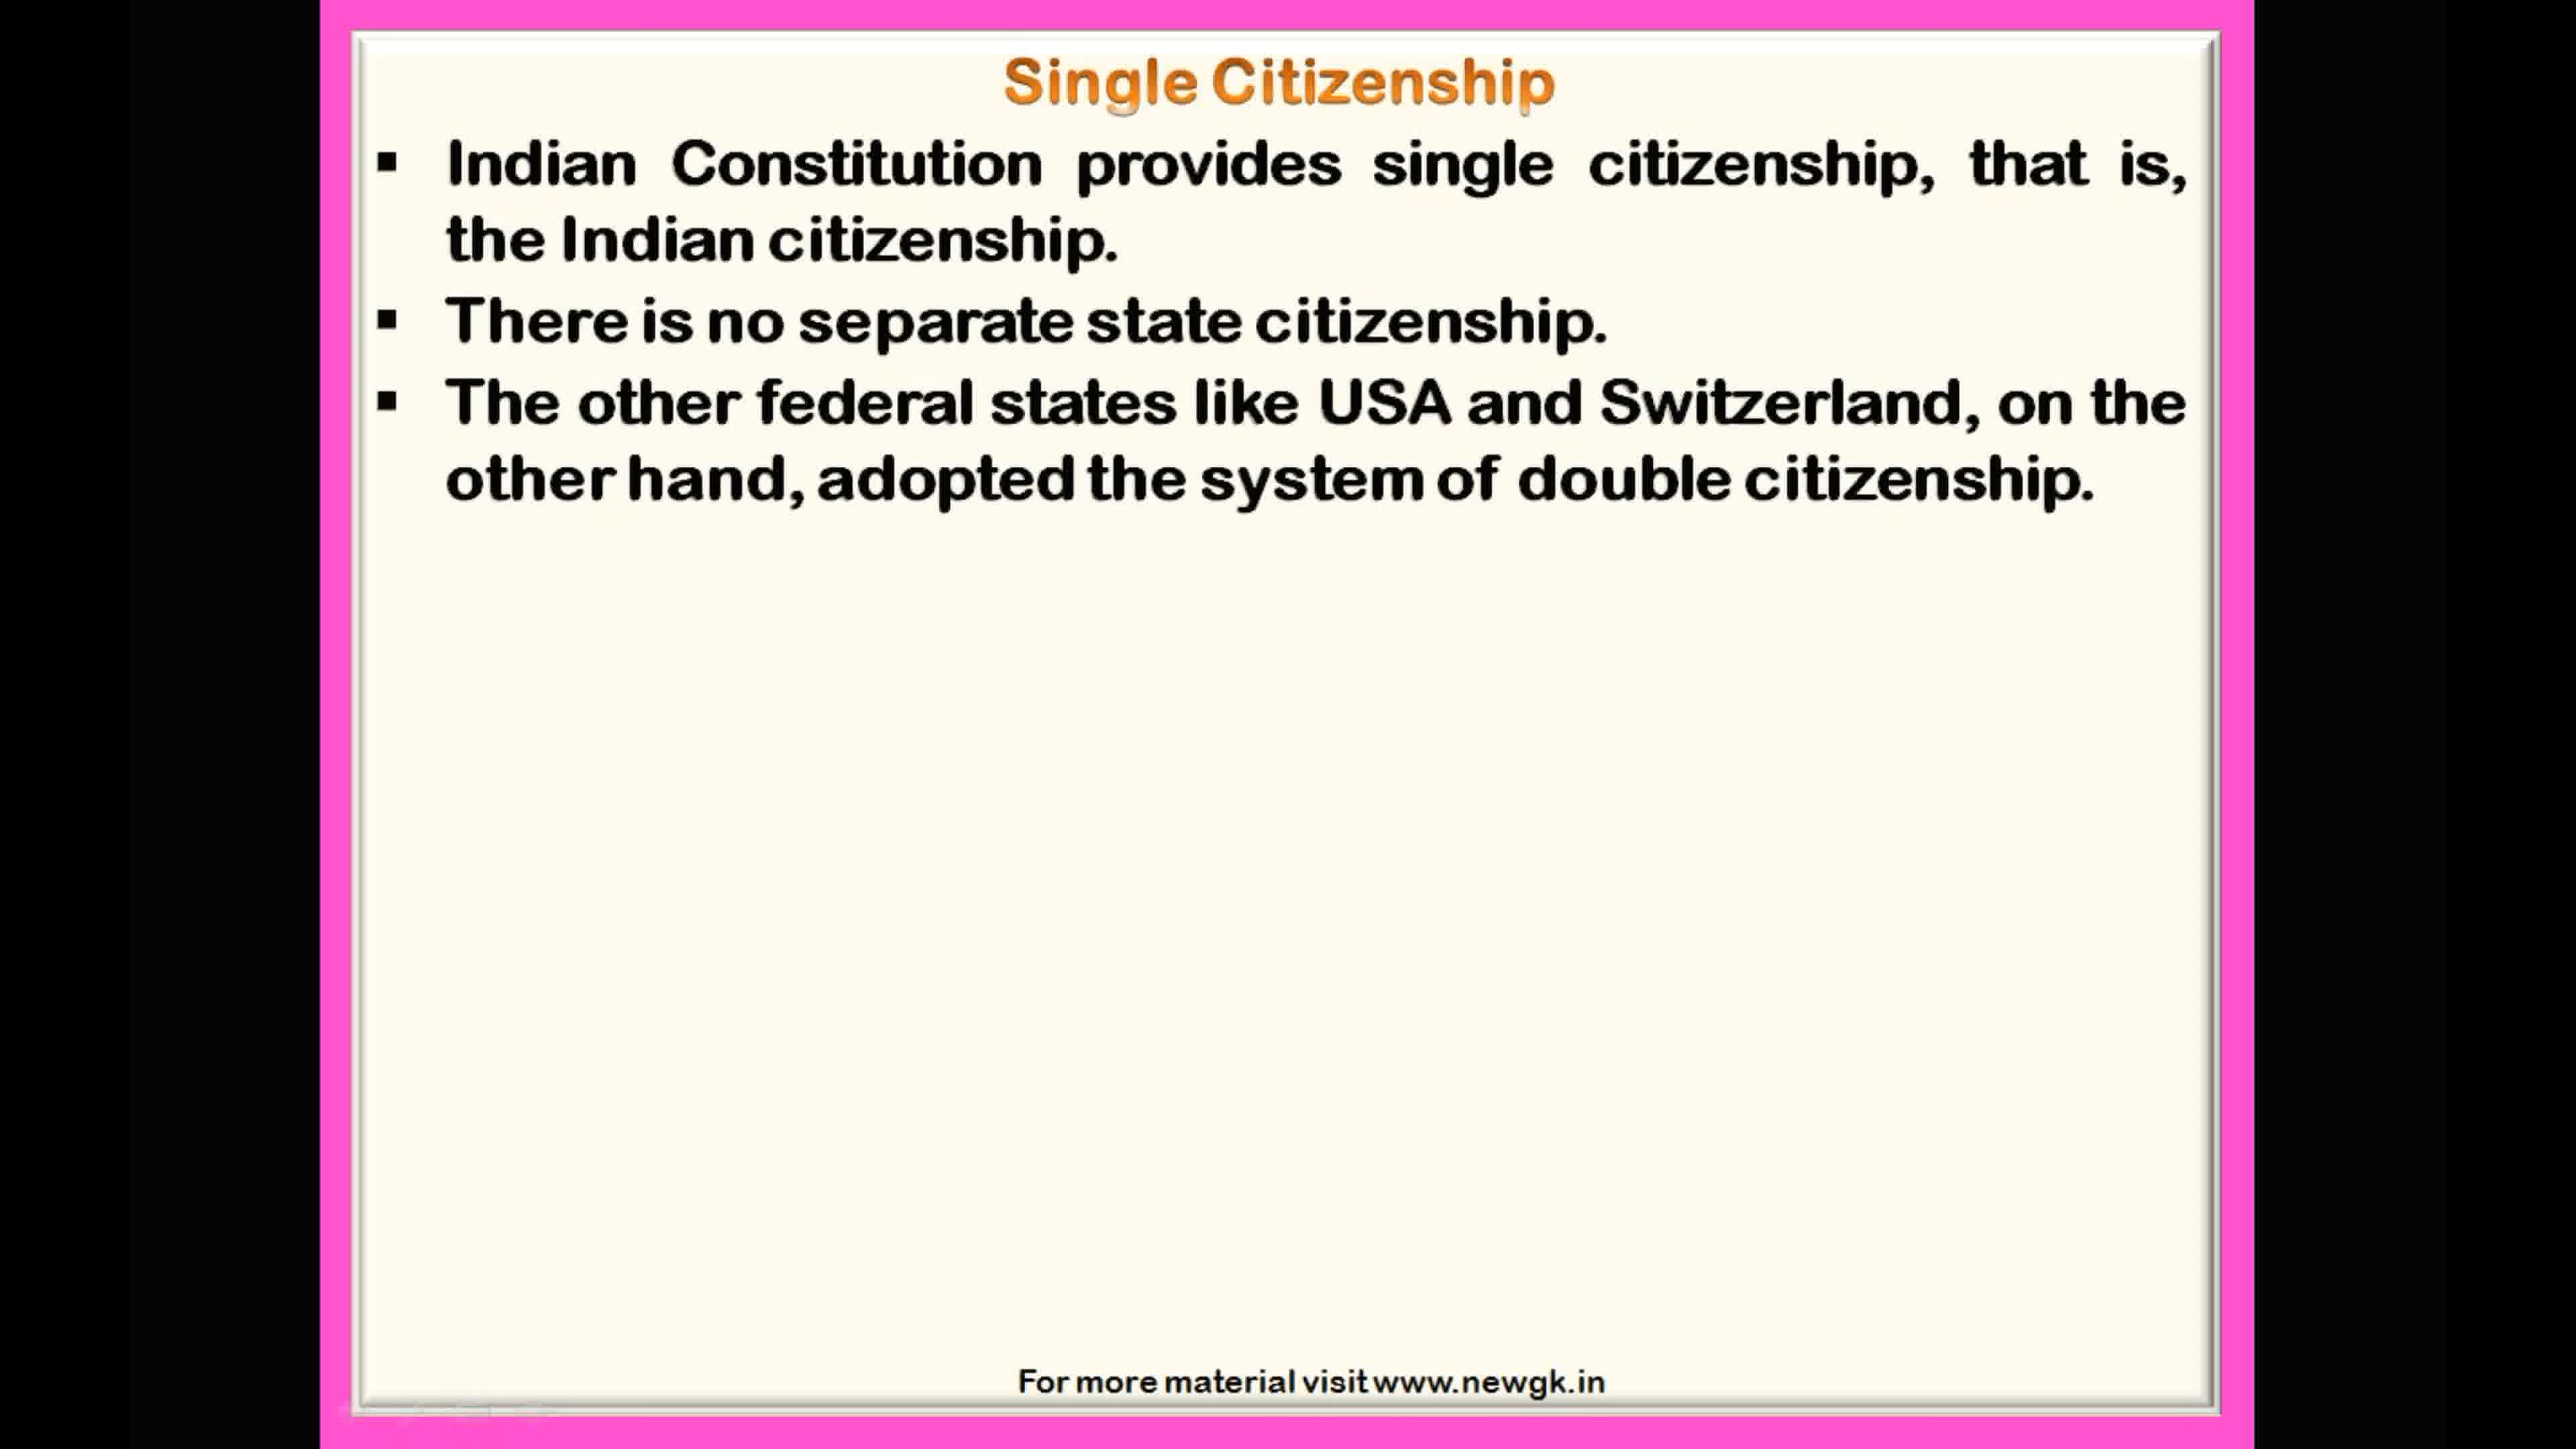 Single Citizenship
▪ Indian Constitution provides single citizenship, that is,
the Indian citizenship.
▪ There is no separate state citizenship.
▪ The other federal states like USA and Switzerland, on the
other hand, adopted the system of double citizenship.
For more material visit www.newgk.in